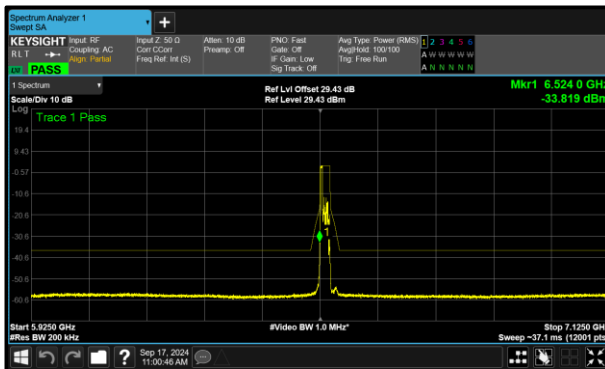 Spectrum Analyzer 1
Swept SA
KEYSIGHT
RLT
LXI
PASS
Input: RF
Coupling: AC
Align: Partial
Input Z: 50 Ω
Corr CCorr
Freq Ref: Int (S)
Atten: 10 dB
Preamp: Off
PNO: Fast
Gate: Off
IF Gain: Low
Sig Track: Off
Avg Type: Power (RMS)
Avg|Hold: 100/100
Trig: Free Run
1 2 3 4 5 6
A W W W W W
A N N N N N
1 Spectrum
Scale/Div 10 dB
Ref Lvl Offset 29.43 dB
Ref Level 29.43 dBm
Mkr1 6.524 0 GHz
-33.819 dBm
Log
Trace 1 Pass
19.4
9.43
-0.57
-10.6
-20.6
-30.6
-40.6
-50.6
-60.6
1
Start 5.9250 GHz
#Res BW 200 kHz
#Video BW 1.0 MHz*
Stop 7.1250 GHz
Sweep ~37.1 ms (12001 pts)
?
Sep 17, 2024
11:00:46 AM